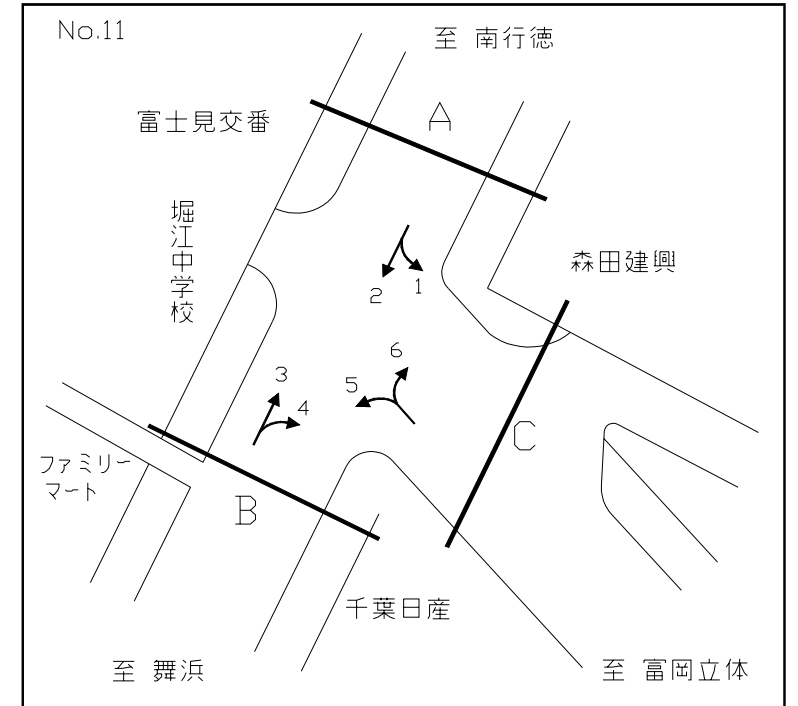 No.11
至 南行徳
A
富士見交番
堀江中学校
森田建興
1
2
6
3
5
4
C
ファミリー
マート
B
千葉日産
至 舞浜
至 富岡立体